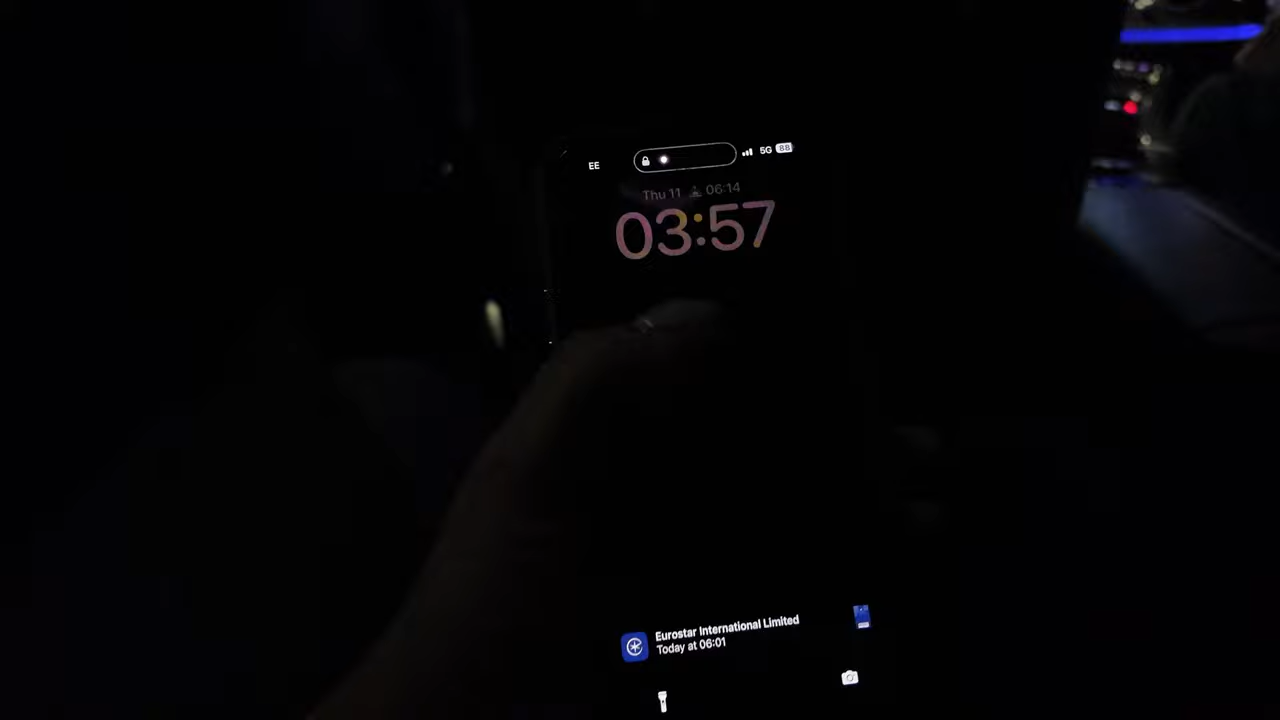 EE 5G 88
Thu 11 06:14
03:57
Eurostar International Limited
Today at 06:01